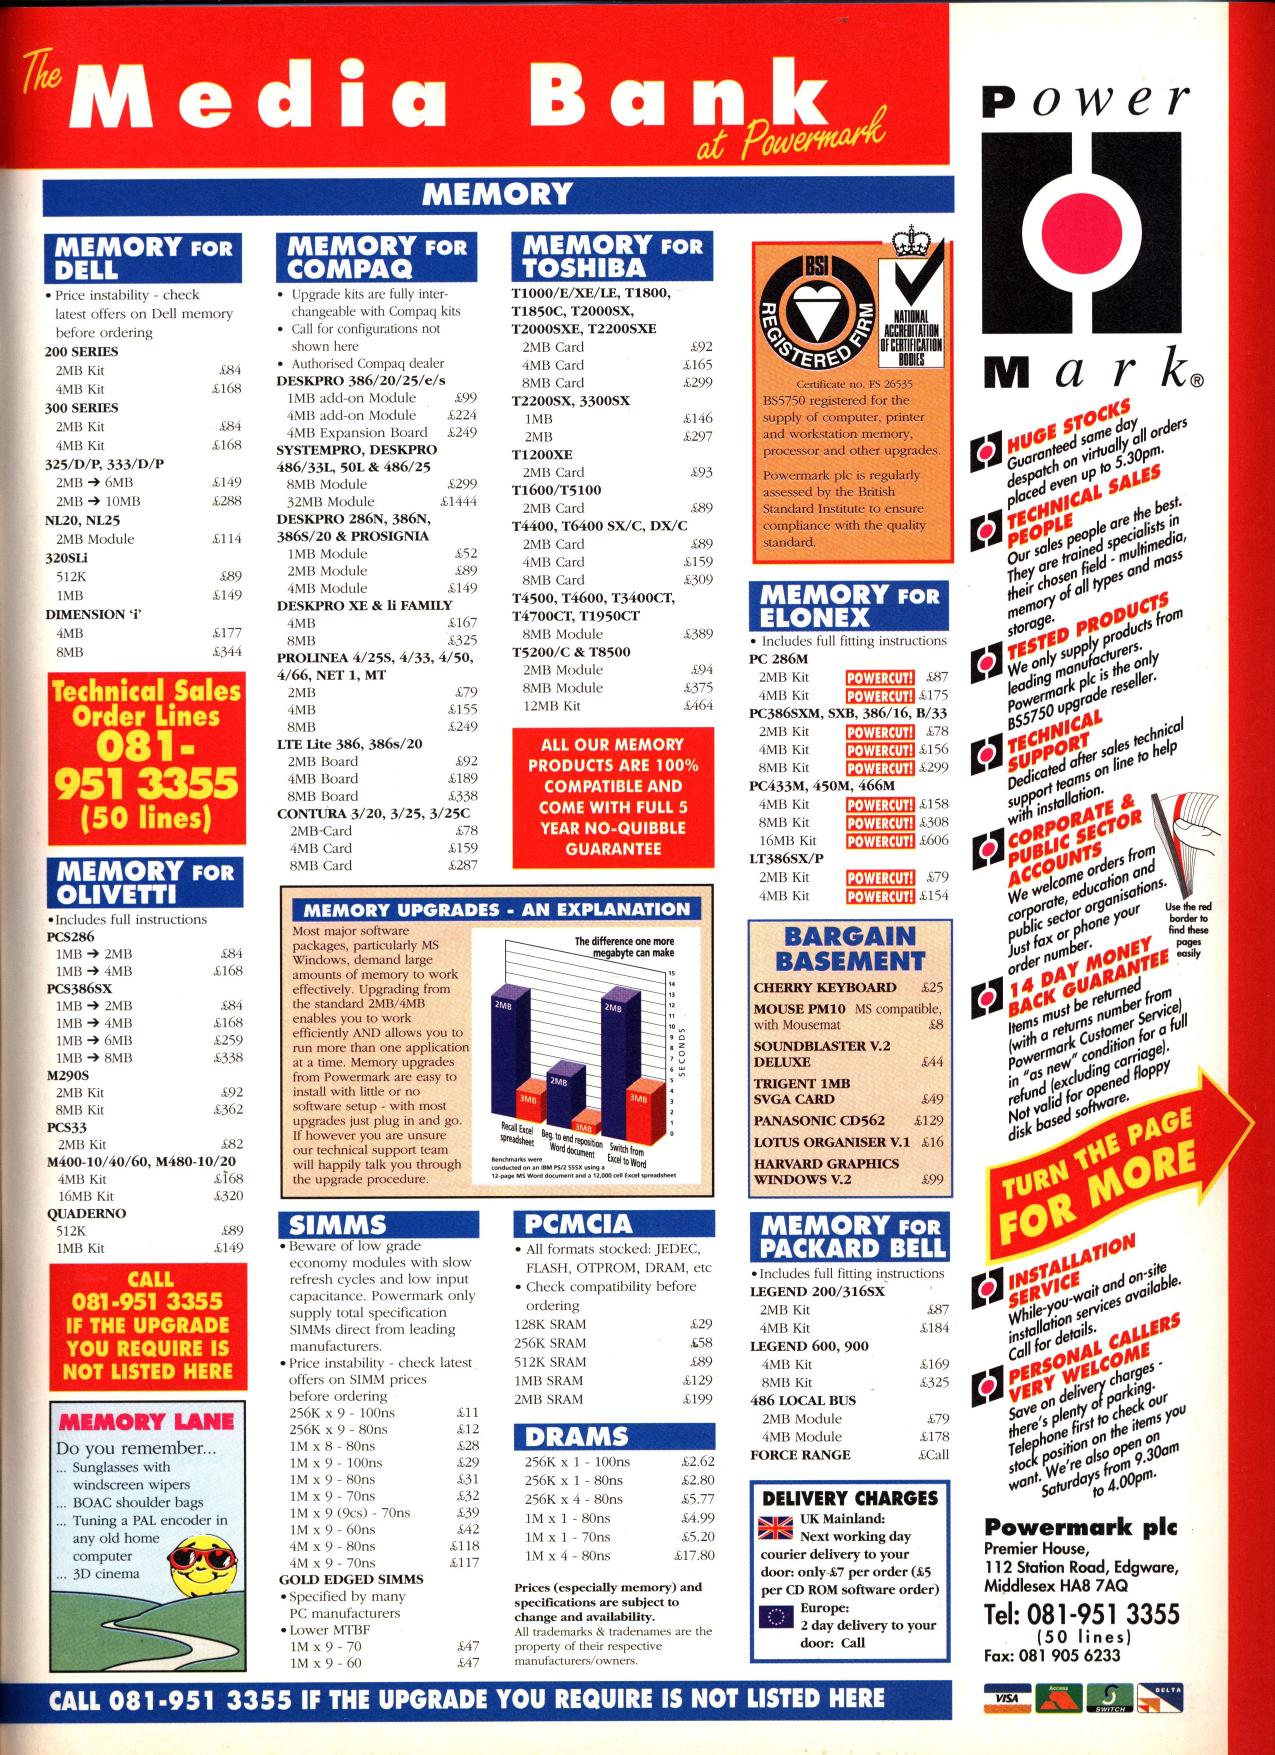 The Media Bank
at Powermark
MEMORY
MEMORY FOR
DELL
• Price instability - check
latest offers on Dell memory
before ordering
200 SERIES
2MB Kit £84
4MB Kit £168
300 SERIES
2MB Kit £84
4MB Kit £168
325/D/P, 333/D/P
2MB ➔ 6MB £149
2MB ➔ 10MB £288
NL20, NL25
2MB Module £114
320SLi
512K £89
1MB £149
DIMENSION 'i'
4MB £177
8MB £344
Technical Sales
Order Lines
081-
951 3355
(50 lines)
MEMORY FOR
OLIVETTI
• Includes full instructions
PCS286
1MB ➔ 2MB £84
1MB ➔ 4MB £168
PCS386SX
1MB ➔ 2MB £84
1MB ➔ 4MB £168
1MB ➔ 6MB £259
1MB ➔ 8MB £338
M290S
2MB Kit £92
8MB Kit £362
PCS33
2MB Kit £82
M400-10/40/60, M480-10/20
4MB Kit £168
16MB Kit £320
QUADERNO
512K £89
1MB Kit £149
CALL
081-951 3355
IF THE UPGRADE
YOU REQUIRE IS
NOT LISTED HERE
MEMORY LANE
Do you remember...
... Sunglasses with
windscreen wipers
... BOAC shoulder bags
... Tuning a PAL encoder in
any old home
computer
... 3D cinema
MEMORY FOR
COMPAQ
• Upgrade kits are fully inter-
changeable with Compaq kits
• Call for configurations not
shown here
• Authorised Compaq dealer
DESKPRO 386/20/25/e/s
1MB add-on Module £99
4MB add-on Module £224
4MB Expansion Board £249
SYSTEMPRO, DESKPRO
486/33L, 50L & 486/25
8MB Module £299
32MB Module £1444
DESKPRO 286N, 386N,
386S/20 & PROSIGNIA
1MB Module £52
2MB Module £89
4MB Module £149
DESKPRO XE & li FAMILY
4MB £167
8MB £325
PROLINEA 4/25S, 4/33, 4/50,
4/66, NET 1, MT
2MB £79
4MB £155
8MB £249
LTE Lite 386, 386s/20
2MB Board £92
4MB Board £189
8MB Board £338
CONTURA 3/20, 3/25, 3/25C
2MB-Card £78
4MB Card £159
8MB Card £287
MEMORY FOR
TOSHIBA
T1000/E/XE/LE, T1800,
T1850C, T2000SX,
T2000SXE, T2200SXE
2MB Card £92
4MB Card £165
8MB Card £299
T2200SX, 3300SX
1MB £146
2MB £297
T1200XE
2MB Card £93
T1600/T5100
2MB Card £89
T4400, T6400 SX/C, DX/C
2MB Card £89
4MB Card £159
8MB Card £309
T4500, T4600, T3400CT,
T4700CT, T1950CT
8MB Module £389
T5200/C & T8500
2MB Module £94
8MB Module £375
12MB Kit £464
ALL OUR MEMORY
PRODUCTS ARE 100%
COMPATIBLE AND
COME WITH FULL 5
YEAR NO-QUIBBLE
GUARANTEE
MEMORY UPGRADES - AN EXPLANATION
Most major software
packages, particularly MS
Windows, demand large
amounts of memory to work
effectively. Upgrading from
the standard 2MB/4MB
enables you to work
efficiently AND allows you to
run more than one application
at a time. Memory upgrades
from Powermark are easy to
install with little or no
software setup - with most
upgrades just plug in and go.
If however you are unsure
our technical support team
will happily talk you through
the upgrade procedure.
The difference one more
megabyte can make
15
14
13
12
11
10
9
8
7
6
5
4
3
2
1
0
SECONDS
2MB
3MB
2MB
3MB
2MB
3MB
Recall Excel
spreadsheet
Beg. to end reposition
Word document
Switch from
Excel to Word
Benchmarks were
conducted on an IBM PS/2 55SX using a
12-page MS Word document and a 12,000 cell Excel spreadsheet
SIMMS
• Beware of low grade
economy modules with slow
refresh cycles and low input
capacitance. Powermark only
supply total specification
SIMMs direct from leading
manufacturers.
• Price instability - check latest
offers on SIMM prices
before ordering
256K x 9 - 100ns £11
256K x 9 - 80ns £12
1M x 8 - 80ns £28
1M x 9 - 100ns £29
1M x 9 - 80ns £31
1M x 9 - 70ns £32
1M x 9 (9cs) - 70ns £39
1M x 9 - 60ns £42
4M x 9 - 80ns £118
4M x 9 - 70ns £117
GOLD EDGED SIMMS
• Specified by many
PC manufacturers
• Lower MTBF
1M x 9 - 70 £47
1M x 9 - 60 £47
PCMCIA
• All formats stocked: JEDEC,
FLASH, OTPROM, DRAM, etc
• Check compatibility before
ordering
128K SRAM £29
256K SRAM £58
512K SRAM £89
1MB SRAM £129
2MB SRAM £199
DRAMS
256K x 1 - 100ns £2.62
256K x 1 - 80ns £2.80
256K x 4 - 80ns £5.77
1M x 1 - 80ns £4.99
1M x 1 - 70ns £5.20
1M x 4 - 80ns £17.80
Prices (especially memory) and
specifications are subject to
change and availability.
All trademarks & tradenames are the
property of their respective
manufacturers/owners.
BSI
REGISTERED FIRM
NATIONAL
ACCREDITATION
OF CERTIFICATION
BODIES
Certificate no. FS 26535
BS5750 registered for the
supply of computer, printer
and workstation memory,
processor and other upgrades.
Powermark plc is regularly
assessed by the British
Standard Institute to ensure
compliance with the quality
standard.
MEMORY FOR
ELONEX
• Includes full fitting instructions
PC 286M
2MB Kit POWERCUT! £87
4MB Kit POWERCUT! £175
PC386SXM, SXB, 386/16, B/33
2MB Kit POWERCUT! £78
4MB Kit POWERCUT! £156
8MB Kit POWERCUT! £299
PC433M, 450M, 466M
4MB Kit POWERCUT! £158
8MB Kit POWERCUT! £308
16MB Kit POWERCUT! £606
LT386SX/P
2MB Kit POWERCUT! £79
4MB Kit POWERCUT! £154
BARGAIN
BASEMENT
CHERRY KEYBOARD £25
MOUSE PM10 MS compatible,
with Mousemat £8
SOUNDBLASTER V.2
DELUXE £44
TRIGENT 1MB
SVGA CARD £49
PANASONIC CD562 £129
LOTUS ORGANISER V.1 £16
HARVARD GRAPHICS
WINDOWS V.2 £99
MEMORY FOR
PACKARD BELL
• Includes full fitting instructions
LEGEND 200/316SX
2MB Kit £87
4MB Kit £184
LEGEND 600, 900
4MB Kit £169
8MB Kit £325
486 LOCAL BUS
2MB Module £79
4MB Module £178
FORCE RANGE £Call
DELIVERY CHARGES
UK Mainland:
Next working day
courier delivery to your
door: only £7 per order (£5
per CD ROM software order)
Europe:
2 day delivery to your
door: Call
Power
Mark®
HUGE STOCKS
Guaranteed same day
despatch on virtually all orders
placed even up to 5.30pm.
TECHNICAL SALES
PEOPLE
Our sales people are the best.
They are trained specialists in
their chosen field - multimedia,
memory of all types and mass
storage.
TESTED PRODUCTS
We only supply products from
leading manufacturers.
Powermark plc is the only
BS5750 upgrade reseller.
TECHNICAL
SUPPORT
Dedicated after sales technical
support teams on line to help
with installation.
CORPORATE &
PUBLIC SECTOR
ACCOUNTS
We welcome orders from
corporate, education and
public sector organisations.
Just fax or phone your
order number.
Use the red
border to
find these
pages
easily
14 DAY MONEY
BACK GUARANTEE
Items must be returned
(with a returns number from
Powermark Customer Service)
in "as new" condition for a full
refund (excluding carriage).
Not valid for opened floppy
disk based software.
TURN THE PAGE
FOR MORE
INSTALLATION
SERVICE
While-you-wait and on-site
installation services available.
Call for details.
PERSONAL CALLERS
VERY WELCOME
Save on delivery charges -
there's plenty of parking.
Telephone first to check our
stock position on the items you
want. We're also open on
Saturdays from 9.30am
to 4.00pm.
Powermark plc
Premier House,
112 Station Road, Edgware,
Middlesex HA8 7AQ
Tel: 081-951 3355
(50 lines)
Fax: 081 905 6233
VISA
Access
SWITCH
DELTA
CALL 081-951 3355 IF THE UPGRADE YOU REQUIRE IS NOT LISTED HERE